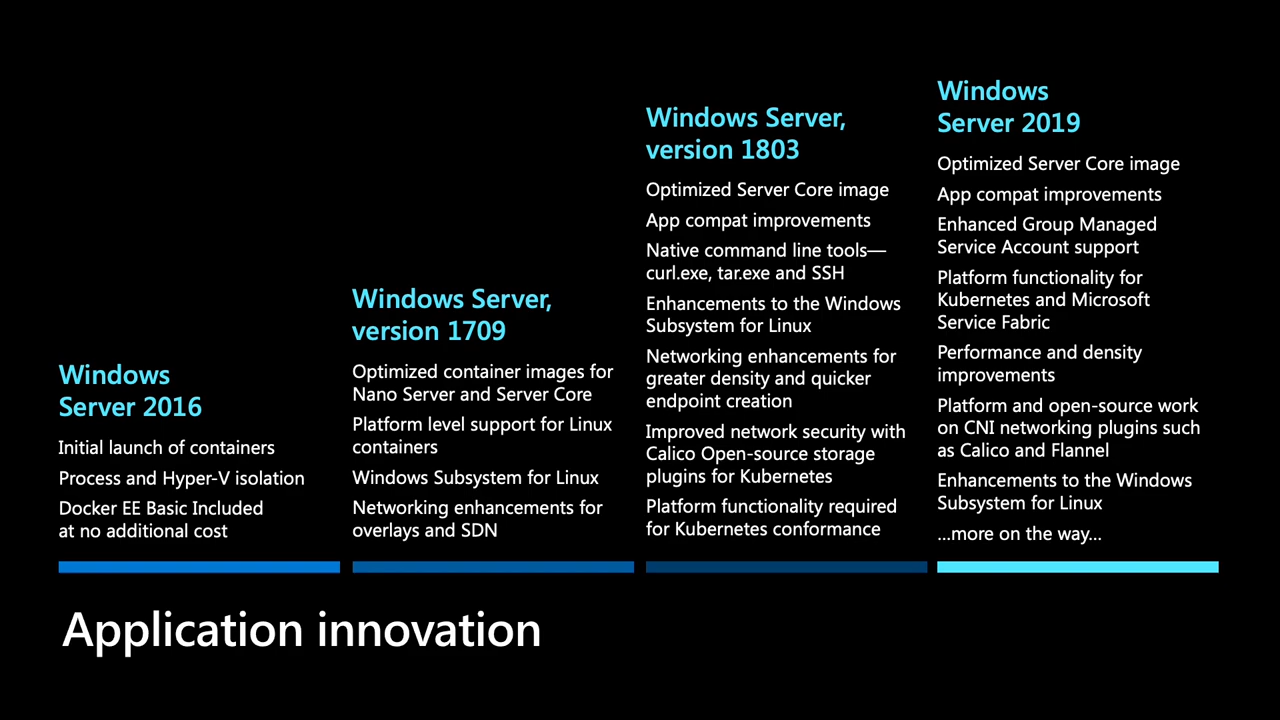 Windows
Server 2016
Initial launch of containers
Process and Hyper-V isolation
Docker EE Basic Included
at no additional cost
Windows Server,
version 1709
Optimized container images for
Nano Server and Server Core
Platform level support for Linux
containers
Windows Subsystem for Linux
Networking enhancements for
overlays and SDN
Windows Server,
version 1803
Optimized Server Core image
App compat improvements
Native command line tools—
curl.exe, tar.exe and SSH
Enhancements to the Windows
Subsystem for Linux
Networking enhancements for
greater density and quicker
endpoint creation
Improved network security with
Calico Open-source storage
plugins for Kubernetes
Platform functionality required
for Kubernetes conformance
Windows
Server 2019
Optimized Server Core image
App compat improvements
Enhanced Group Managed
Service Account support
Platform functionality for
Kubernetes and Microsoft
Service Fabric
Performance and density
improvements
Platform and open-source work
on CNI networking plugins such
as Calico and Flannel
Enhancements to the Windows
Subsystem for Linux
...more on the way...
Application innovation